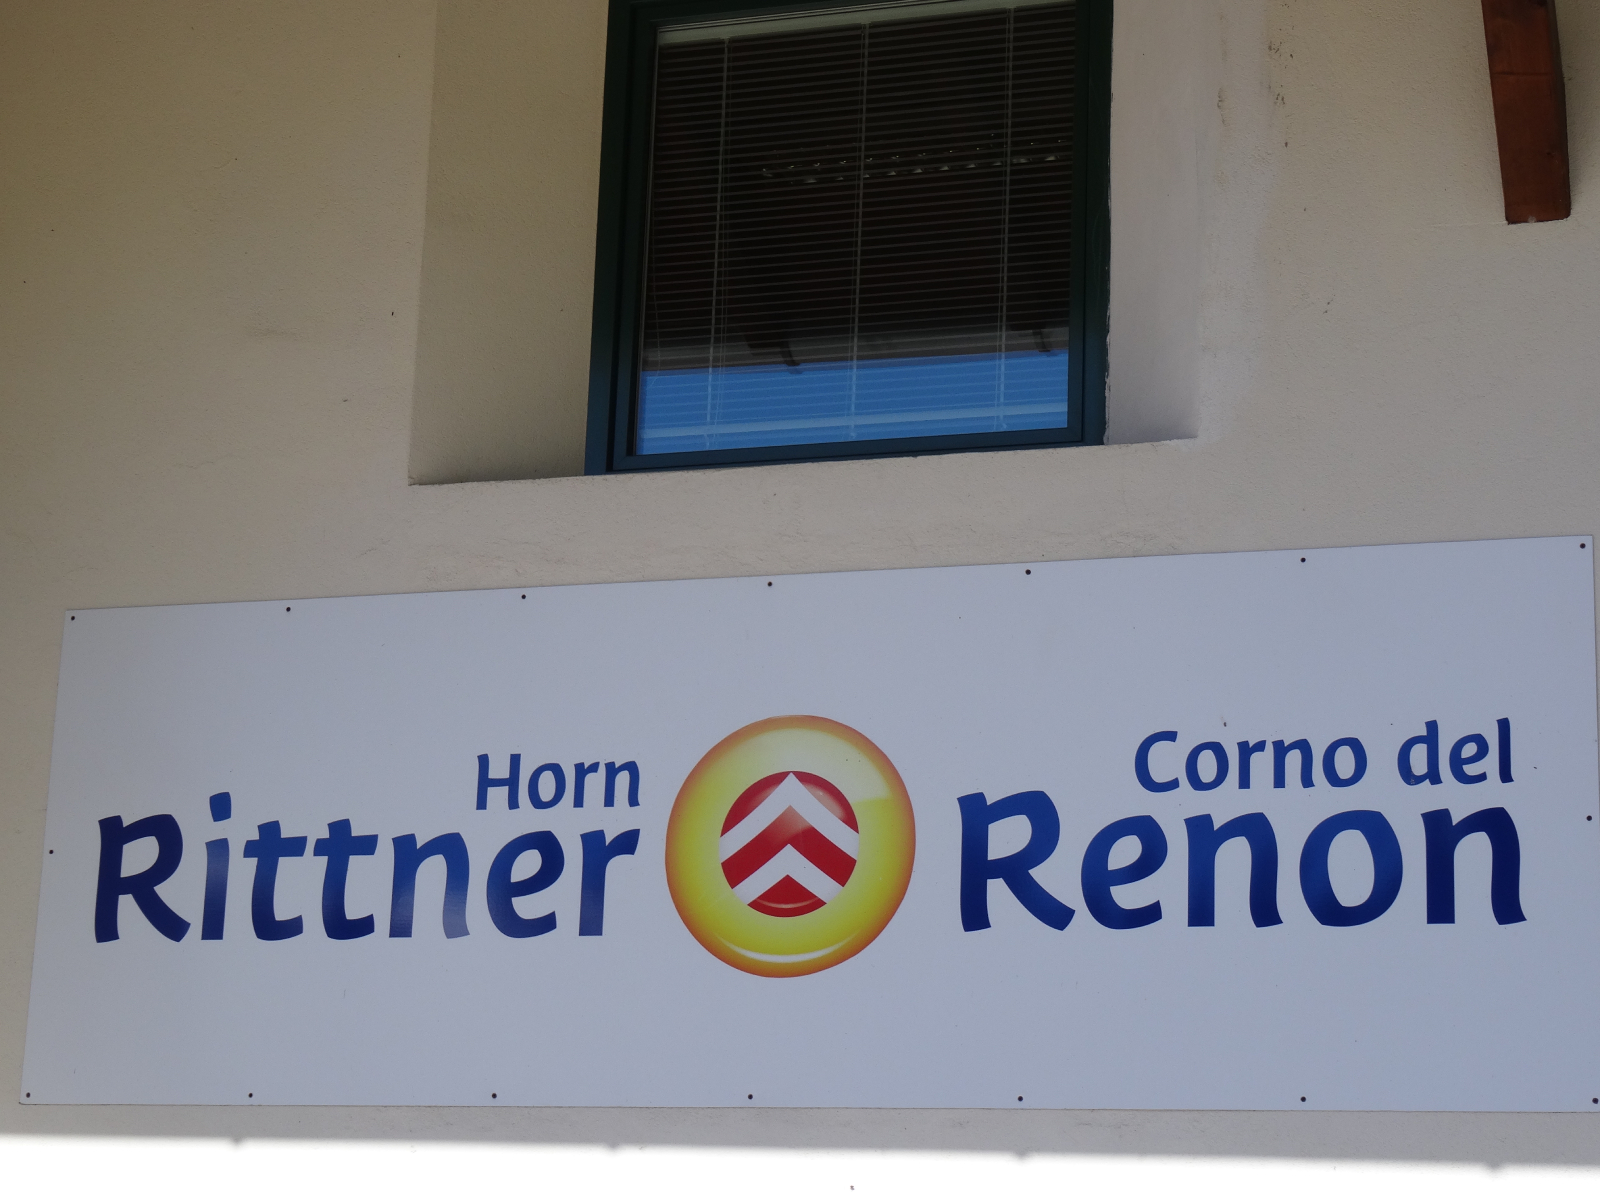 Horn
Rittner
Corno del
Renon